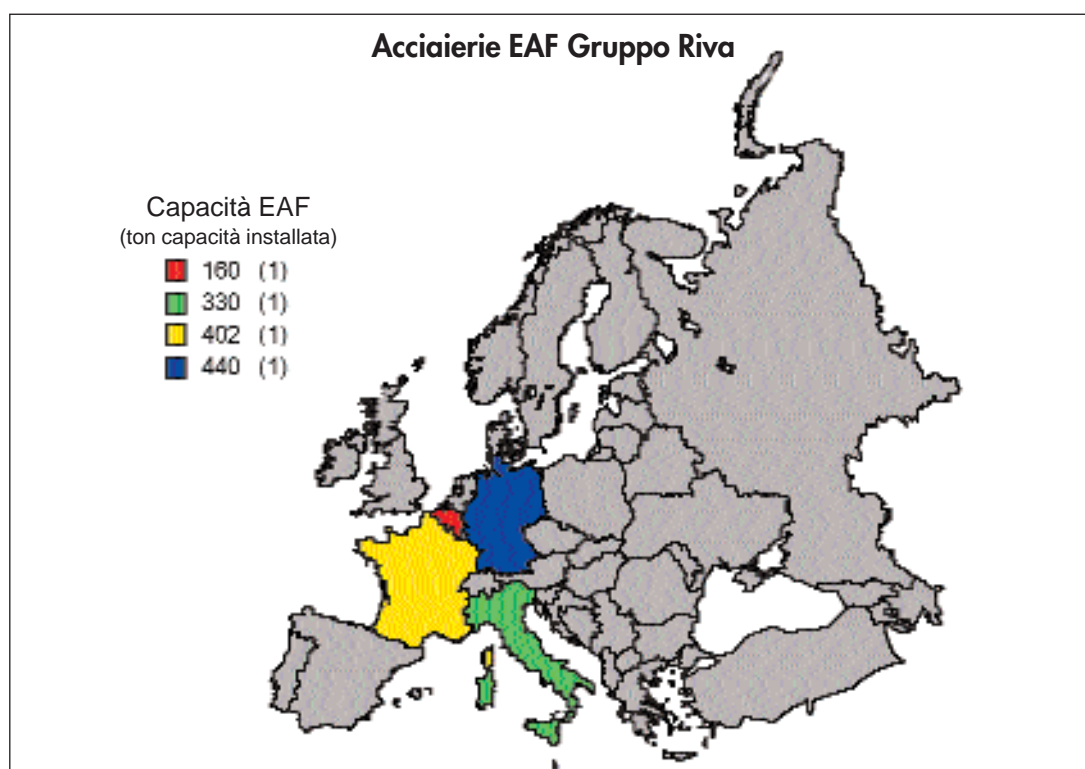 Acciaierie EAF Gruppo Riva
Capacità EAF
(ton capacità installata)
160 (1)
330 (1)
402 (1)
440 (1)